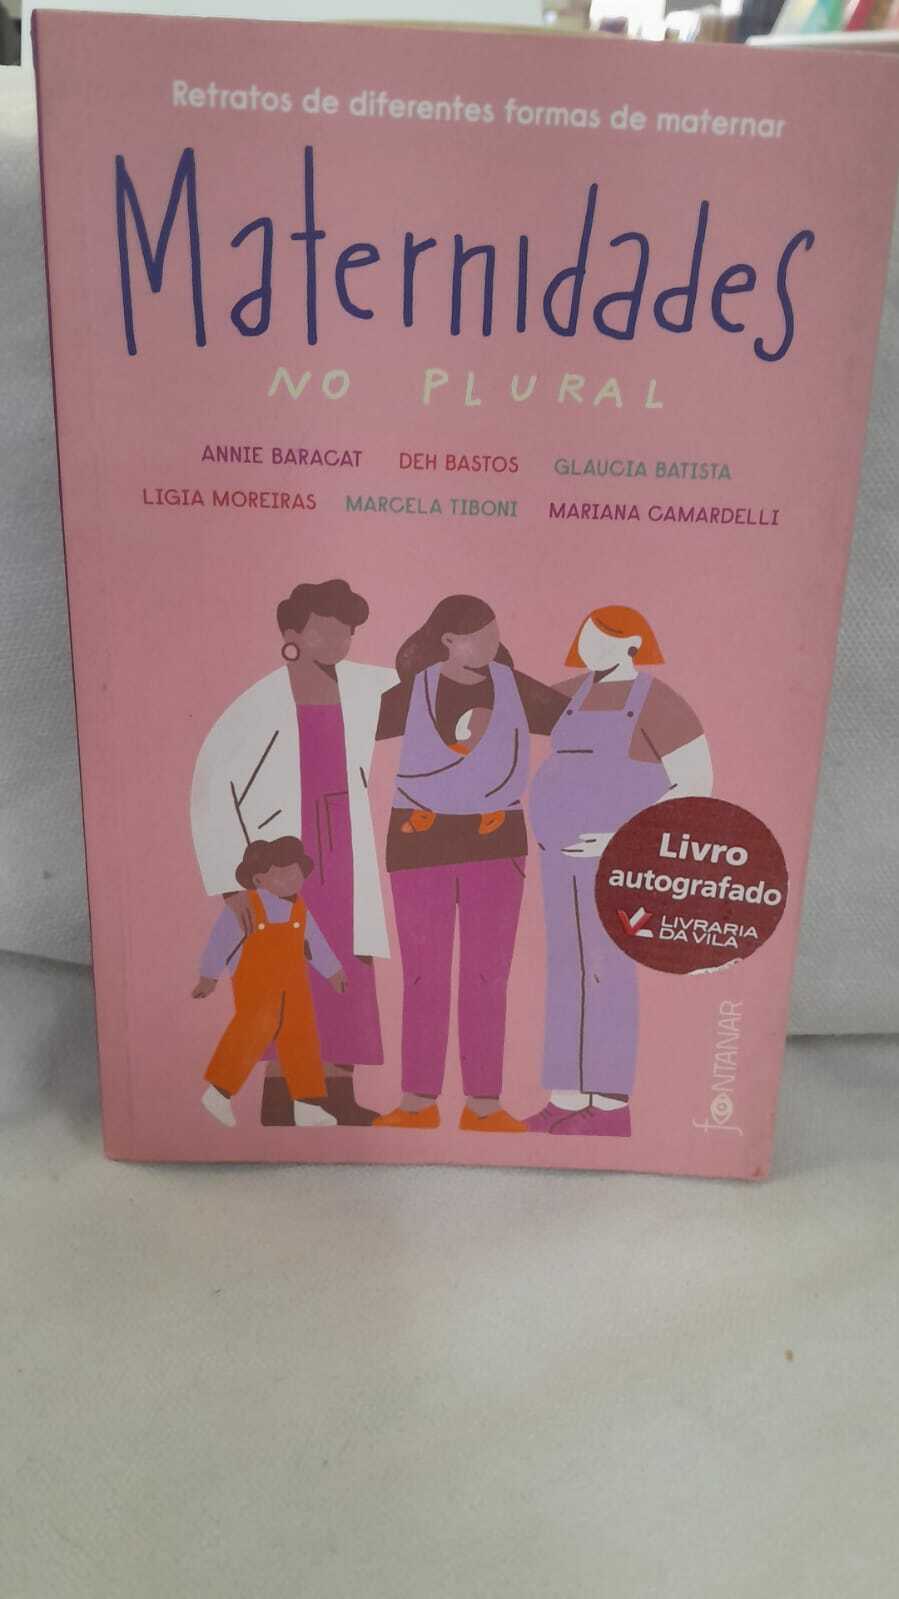 Retratos de diferentes formas de maternar
Maternidades
NO PLURAL
ANNIE BARACAT DEH BASTOS GLAUCIA BATISTA
LIGIA MOREIRAS MARCELA TIBONI MARIANA CAMARDELLI
Livro
autografado
LIVRARIA
DA VILA
fONTANAR